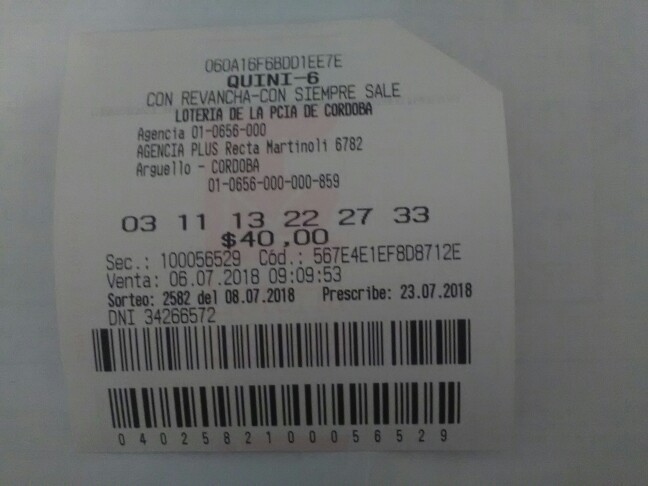 060A16F6BDD1EE7E
QUINI-6
CON REVANCHA-CON SIEMPRE SALE
LOTERIA DE LA PCIA DE CORDOBA
Agencia 01-0656-000
AGENCIA PLUS Recta Martinoli 6782
Arguello - CORDOBA
01-0656-000-000-859
03 11 13 22 27 33
$40,00
Sec.: 100056529 Cód.: 567E4E1EF8D8712E
Venta: 06.07.2018 09:09:53
Sorteo: 2582 del 08.07.2018 Prescribe: 23.07.2018
DNI 34266572
0 4 0 2 5 8 2 1 0 0 0 5 6 5 2 9